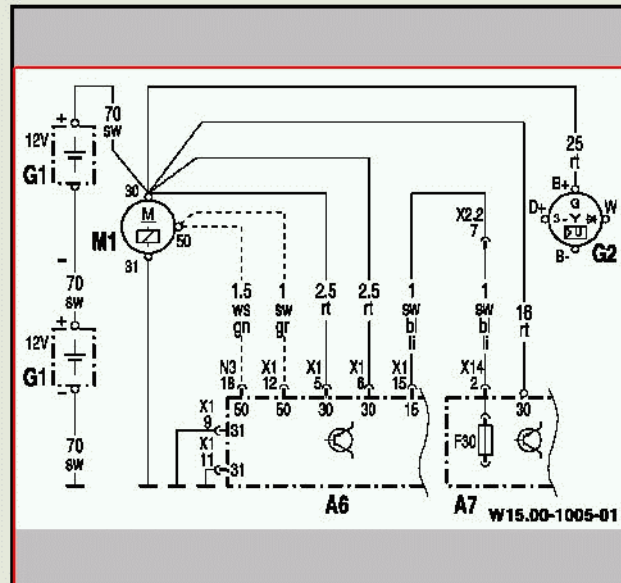 +
12V
G1
70
sw
30
M
M1
50
31
-
70
sw
+
12V
G1
-
70
sw
25
rt
B+
G
D+
3~
W
U
B-
G2
X2.2
7
1.5
ws
gn
1
sw
gr
2.5
rt
2.5
rt
1
sw
bl
li
1
sw
bl
li
16
rt
N3
18
X1
12
X1
5
X1
6
X1
15
X14
2
50
50
30
30
15
30
X1
9
31
X1
11
31
F30
A6
A7
W15.00-1005-01